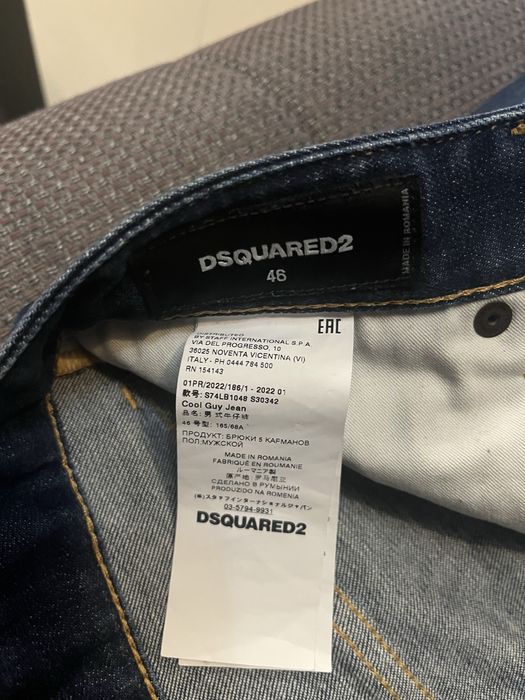 DSQUARED2
46
MADE IN ROMANIA
EAC
DISTRIBUTED
BY STAFF INTERNATIONAL S.P.A.
VIA DEL PROGRESSO, 10
36025 NOVENTA VICENTINA (VI)
ITALY - PH 0444 784 500
RN 154143
01PR/2022/186/1 - 2022 01
款号: S74LB1048 S30342
Cool Guy Jean
品名: 男式牛仔裤
46 号型: 165/68A
ПРОДУКТ: БРЮКИ 5 КАРМАНОВ
ПОЛ:МУЖСКОЙ
MADE IN ROMANIA
FABRIQUÉ EN ROUMANIE
ルーマニア製
原产地 罗马尼亚
СДЕЛАНО В РУМЫНИИ
PRODUZIDO NA ROMENIA
(株)スタッフインターナショナルジャパン
03-5794-9931
DSQUARED2